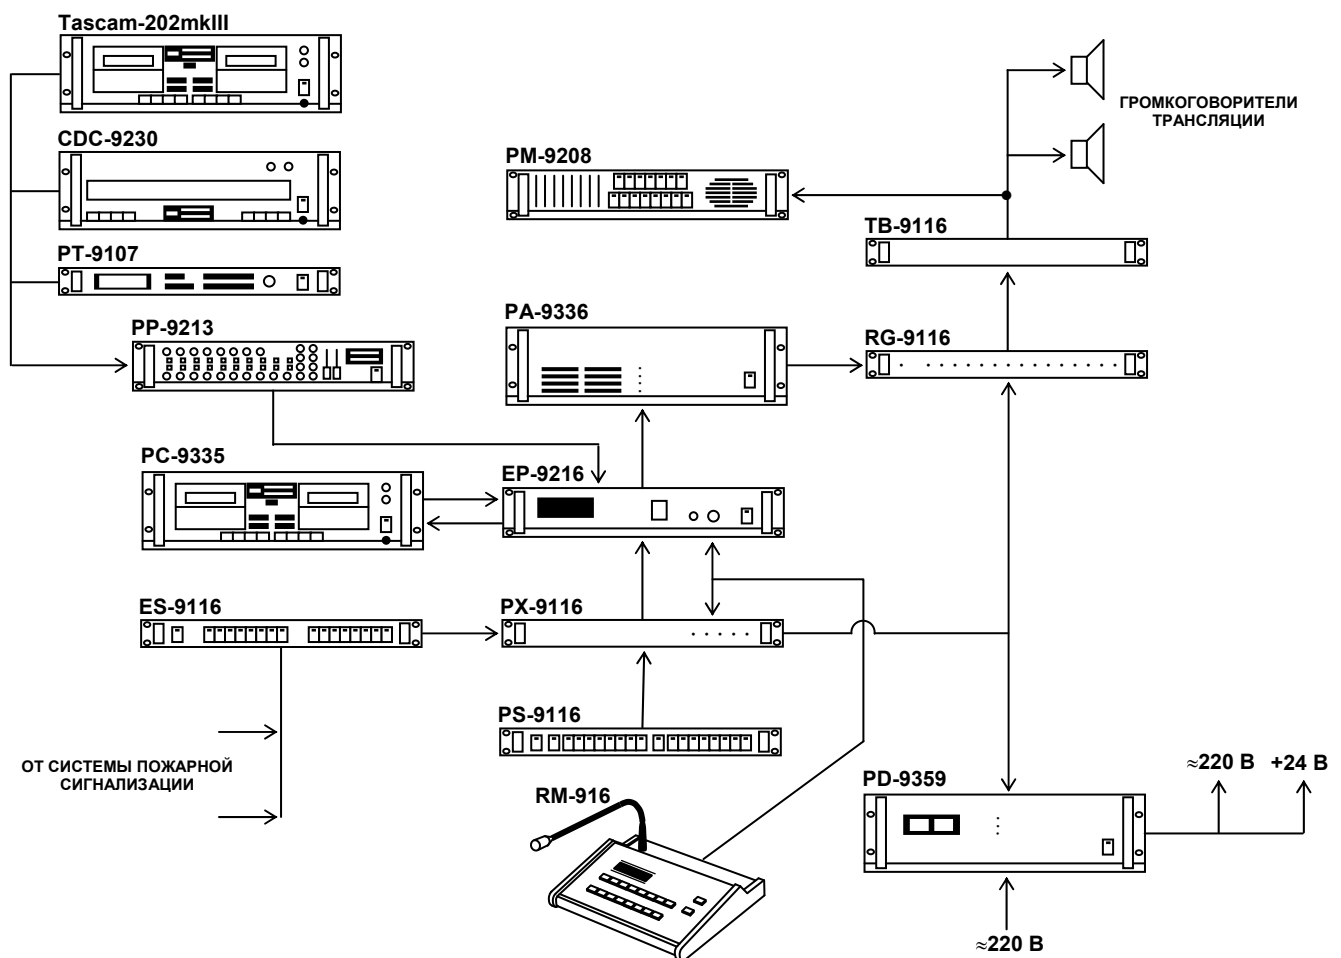 Tascam-202mkIII
CDC-9230
PT-9107
PP-9213
PC-9335
ES-9116
ОТ СИСТЕМЫ ПОЖАРНОЙ
СИГНАЛИЗАЦИИ
PM-9208
PA-9336
EP-9216
PX-9116
PS-9116
RM-916
ГРОМКОГОВОРИТЕЛИ
ТРАНСЛЯЦИИ
TB-9116
RG-9116
PD-9359
≈220 В
+24 В
≈220 В